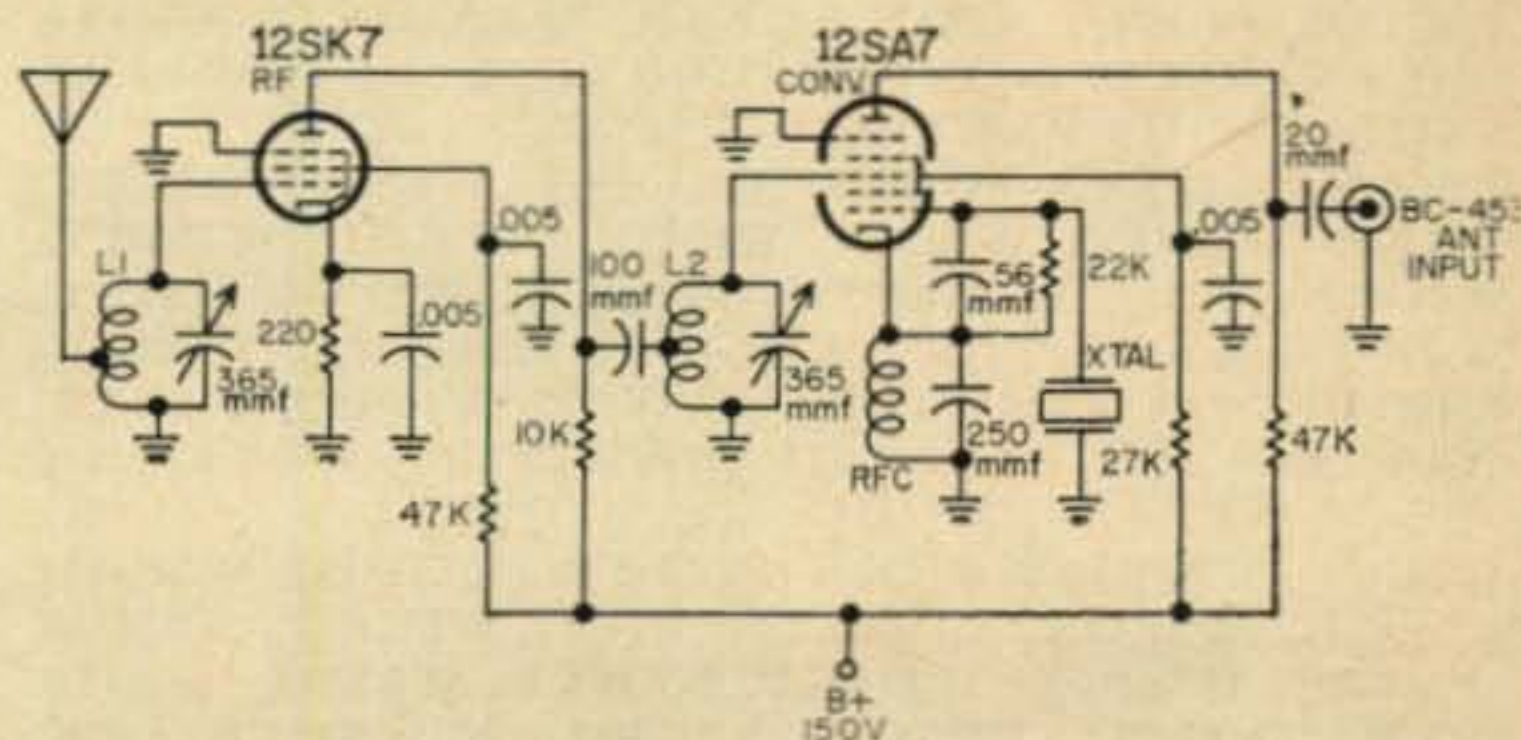 12SK7
RF
12SA7
CONV.
20
mmf
BC-453
ANT
INPUT
.005
.005
L1
100
mmf
L2
56
mmf
22K
220
.005
XTAL
365
mmf
365
mmf
10K
250
mmf
27K
47K
RFC
47K
B+
150V